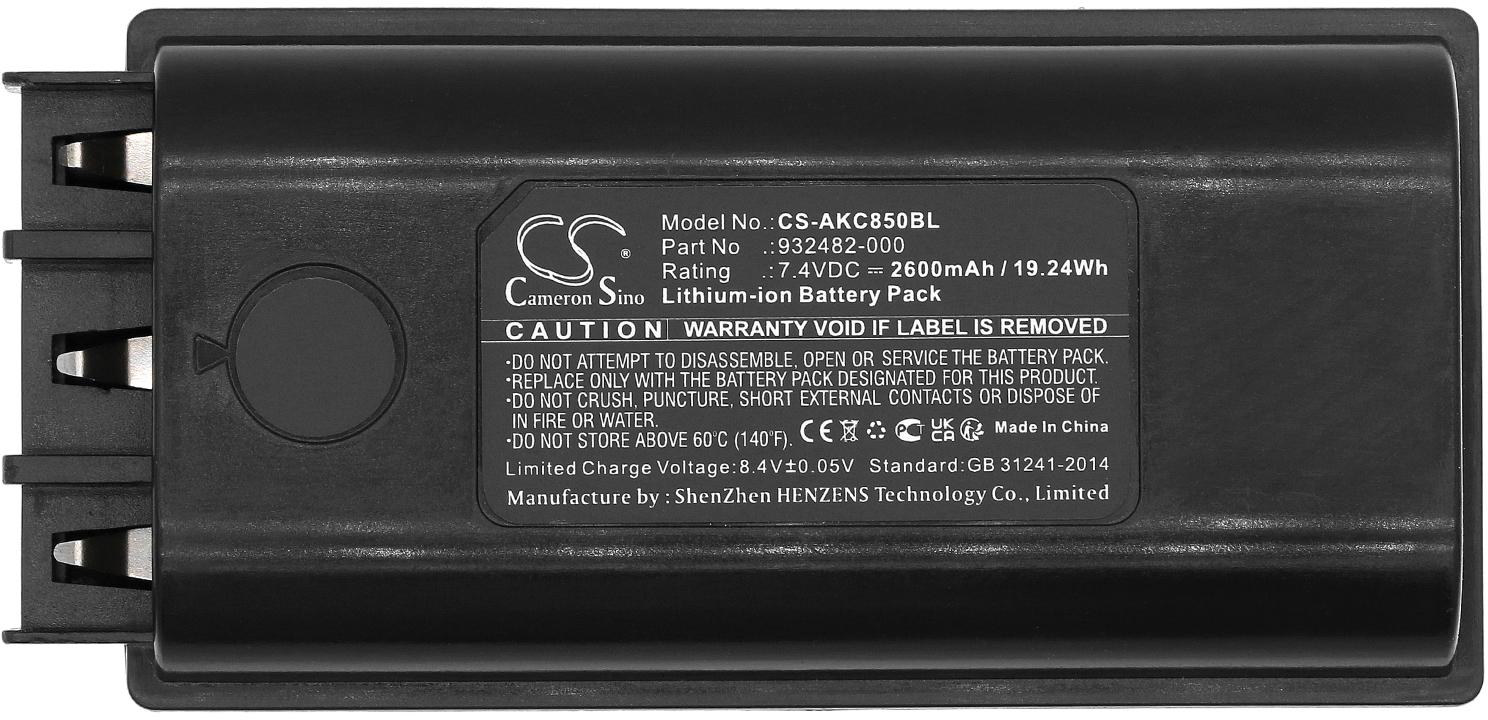 CS®
Cameron Sino
Model No.:CS-AKC850BL
Part No .:932482-000
Rating .:7.4VDC ⎓ 2600mAh / 19.24Wh
Lithium-ion Battery Pack
CAUTION WARRANTY VOID IF LABEL IS REMOVED
·DO NOT ATTEMPT TO DISASSEMBLE, OPEN OR SERVICE THE BATTERY PACK.
·REPLACE ONLY WITH THE BATTERY PACK DESIGNATED FOR THIS PRODUCT.
·DO NOT CRUSH, PUNCTURE, SHORT EXTERNAL CONTACTS OR DISPOSE OF
IN FIRE OR WATER.
·DO NOT STORE ABOVE 60°C (140°F). CE PCT UK CA Made In China
Limited Charge Voltage:8.4V±0.05V Standard:GB 31241-2014
Manufacture by : ShenZhen HENZENS Technology Co., Limited